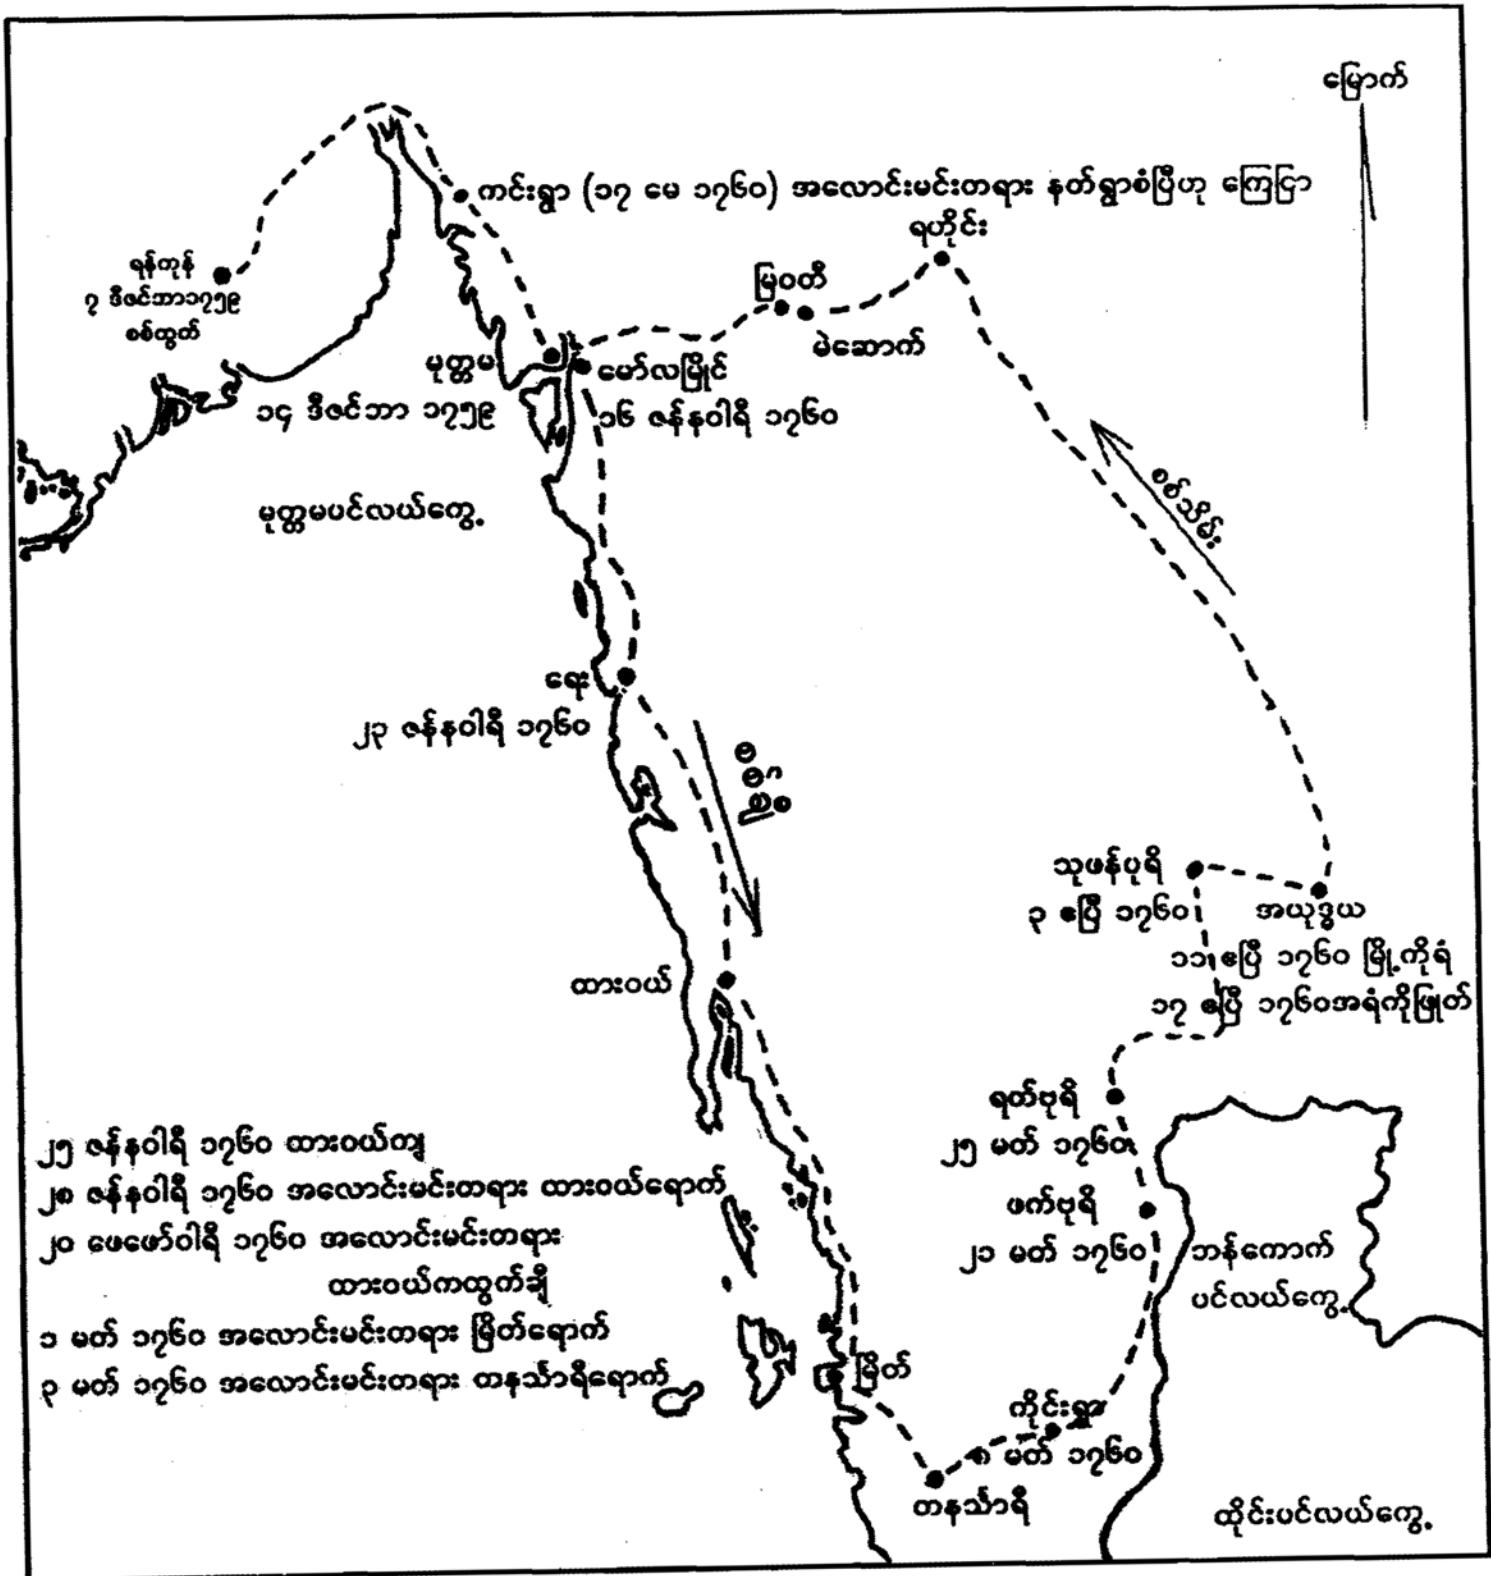 မြောက်
ကင်းရွာ (၁၇ မေ ၁၇၆၀) အလောင်းမင်းတရား နတ်ရွာစံပြီဟု ကြေငြာ
ရဟိုင်း
ရန်ကုန်
၇ ဒီဇင်ဘာ၁၇၅၉
စစ်ထွတ်
မြဝတီ
မဲဆောက်
မုတ္တမ
၁၄ ဒီဇင်ဘာ ၁၇၅၉
မော်လမြိုင်
၁၆ ဇန်နဝါရီ ၁၇၆၀
စစ်သိမ်း
မုတ္တမပင်လယ်ကွေ့
ရေး
၂၃ ဇန်နဝါရီ ၁၇၆၀
စစ်ချီ
သုဖန်ပုရိ
၃ ဧပြီ ၁၇၆၀
အယုဒ္ဓယ
၁၁ ဧပြီ ၁၇၆၀ မြို့ကိုရံ
၁၇ ဧပြီ ၁၇၆၀အရံကိုဖြုတ်
ထားဝယ်
ရတ်ဗုရိ
၂၅ မတ် ၁၇၆၀
ဖက်ဗုရိ
၂၁ မတ် ၁၇၆၀
ဘန်ကောက်
ပင်လယ်ကွေ့
၂၅ ဇန်နဝါရီ ၁၇၆၀ ထားဝယ်ကျ
၂၈ ဇန်နဝါရီ ၁၇၆၀ အလောင်းမင်းတရား ထားဝယ်ရောက်
၂၀ ဖေဖော်ဝါရီ ၁၇၆၀ အလောင်းမင်းတရား
ထားဝယ်ကထွက်ချီ
၁ မတ် ၁၇၆၀ အလောင်းမင်းတရား မြိတ်ရောက်
၃ မတ် ၁၇၆၀ အလောင်းမင်းတရား တနင်္သာရီရောက်
မြိတ်
ကိုင်းရွာ
၈ မတ် ၁၇၆၀
တနင်္သာရီ
ထိုင်းပင်လယ်ကွေ့